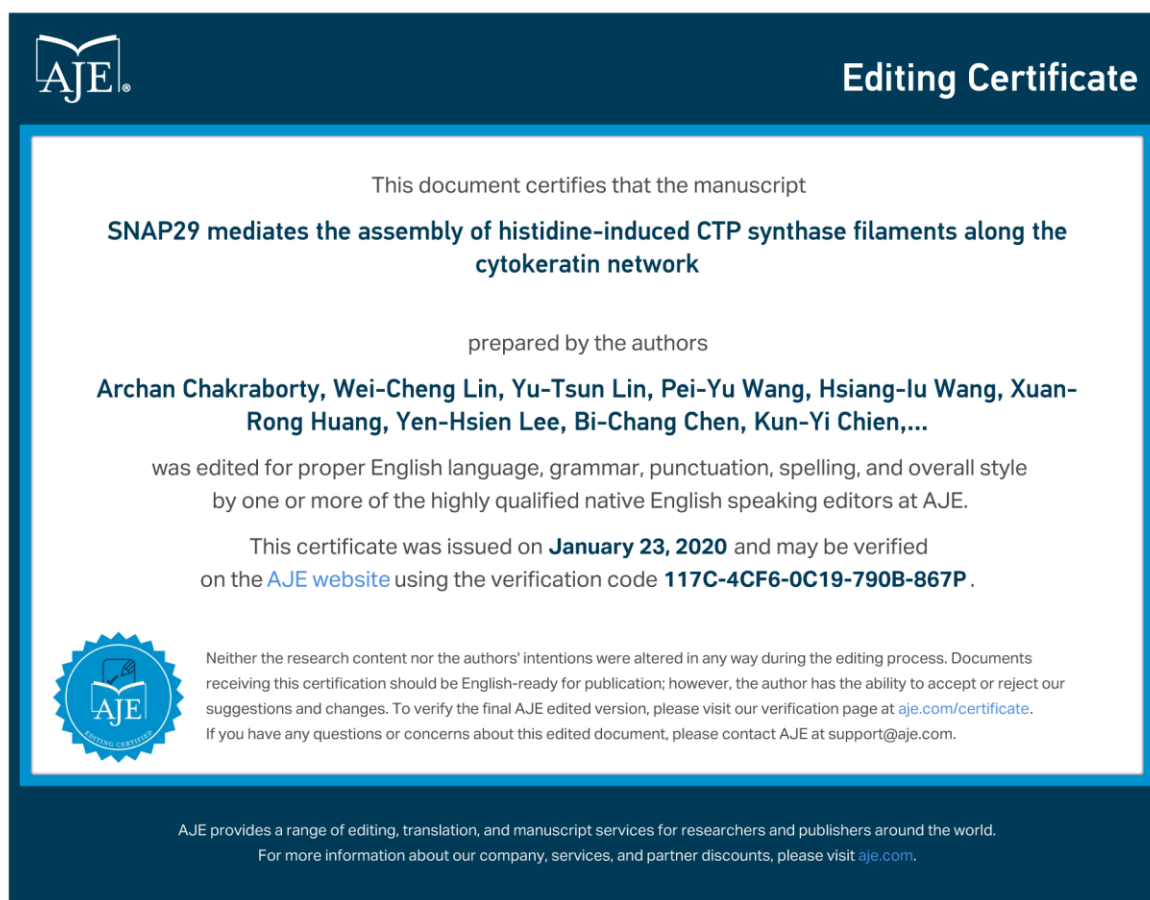 AJE®
Editing Certificate
This document certifies that the manuscript
SNAP29 mediates the assembly of histidine-induced CTP synthase filaments along the
cytokeratin network
prepared by the authors
Archan Chakraborty, Wei-Cheng Lin, Yu-Tsun Lin, Pei-Yu Wang, Hsiang-Iu Wang, Xuan-
Rong Huang, Yen-Hsien Lee, Bi-Chang Chen, Kun-Yi Chien,...
was edited for proper English language, grammar, punctuation, spelling, and overall style
by one or more of the highly qualified native English speaking editors at AJE.
This certificate was issued on January 23, 2020 and may be verified
on the AJE website using the verification code 117C-4CF6-0C19-790B-867P.
AJE
EDITING CERTIFIED
Neither the research content nor the authors' intentions were altered in any way during the editing process. Documents
receiving this certification should be English-ready for publication; however, the author has the ability to accept or reject our
suggestions and changes. To verify the final AJE edited version, please visit our verification page at aje.com/certificate.
If you have any questions or concerns about this edited document, please contact AJE at support@aje.com.
AJE provides a range of editing, translation, and manuscript services for researchers and publishers around the world.
For more information about our company, services, and partner discounts, please visit aje.com.